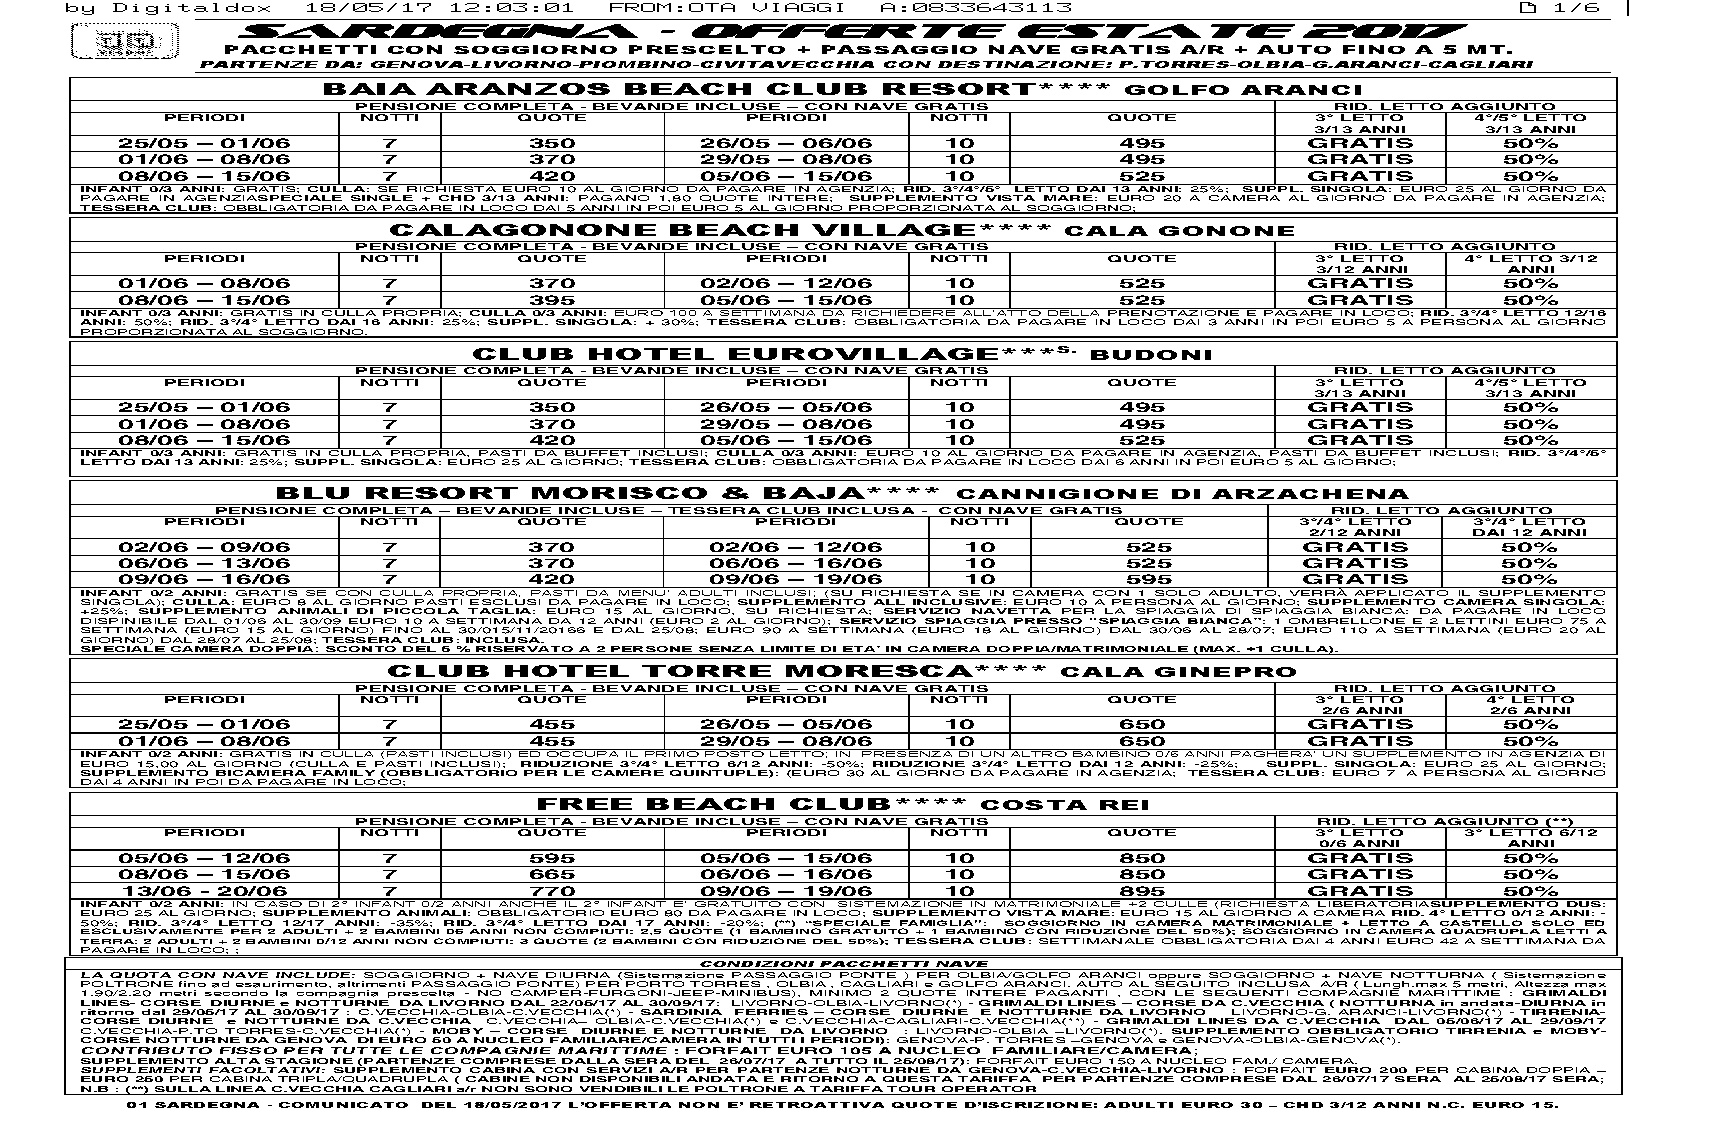 by Digitaldox 18/05/17 12:03:01 FROM:OTA VIAGGI A:0833643113 1/6
SARDEGNA - OFFERTE ESTATE 2017
PACCHETTI CON SOGGIORNO PRESCELTO + PASSAGGIO NAVE GRATIS A/R + AUTO FINO A 5 MT.
PARTENZE DA: GENOVA-LIVORNO-PIOMBINO-CIVITAVECCHIA CON DESTINAZIONE: P.TORRES-OLBIA-G.ARANCI-CAGLIARI
BAIA ARANZOS BEACH CLUB RESORT**** GOLFO ARANCI
PENSIONE COMPLETA - BEVANDE INCLUSE – CON NAVE GRATIS RID. LETTO AGGIUNTO
PERIODI NOTTI QUOTE PERIODI NOTTI QUOTE 3° LETTO 4°/5° LETTO
3/13 ANNI 3/13 ANNI
25/05 – 01/06 7 350 26/05 – 06/06 10 495 GRATIS 50%
01/06 – 08/06 7 370 29/05 – 08/06 10 495 GRATIS 50%
08/06 – 15/06 7 420 05/06 – 15/06 10 525 GRATIS 50%
INFANT 0/3 ANNI: GRATIS; CULLA: SE RICHIESTA EURO 10 AL GIORNO DA PAGARE IN AGENZIA; RID. 3°/4°/5° LETTO DAI 13 ANNI: 25%; SUPPL. SINGOLA: EURO 25 AL GIORNO DA
PAGARE IN AGENZIASPECIALE SINGLE + CHD 3/13 ANNI: PAGANO 1,80 QUOTE INTERE; SUPPLEMENTO VISTA MARE: EURO 20 A CAMERA AL GIORNO DA PAGARE IN AGENZIA;
TESSERA CLUB: OBBLIGATORIA DA PAGARE IN LOCO DAI 5 ANNI IN POI EURO 5 AL GIORNO PROPORZIONATA AL SOGGIORNO;
CALAGONONE BEACH VILLAGE**** CALA GONONE
PENSIONE COMPLETA - BEVANDE INCLUSE – CON NAVE GRATIS RID. LETTO AGGIUNTO
PERIODI NOTTI QUOTE PERIODI NOTTI QUOTE 3° LETTO 4° LETTO 3/12
3/12 ANNI ANNI
01/06 – 08/06 7 370 02/06 – 12/06 10 525 GRATIS 50%
08/06 – 15/06 7 395 05/06 – 15/06 10 525 GRATIS 50%
INFANT 0/3 ANNI: GRATIS IN CULLA PROPRIA; CULLA 0/3 ANNI: EURO 100 A SETTIMANA DA RICHIEDERE ALL'ATTO DELLA PRENOTAZIONE E PAGARE IN LOCO; RID. 3°/4° LETTO 12/16
ANNI: 50%; RID. 3°/4° LETTO DAI 16 ANNI: 25%; SUPPL. SINGOLA: + 30%; TESSERA CLUB: OBBLIGATORIA DA PAGARE IN LOCO DAI 3 ANNI IN POI EURO 5 A PERSONA AL GIORNO
PROPORZIONATA AL SOGGIORNO.
CLUB HOTEL EUROVILLAGE***S. BUDONI
PENSIONE COMPLETA - BEVANDE INCLUSE – CON NAVE GRATIS RID. LETTO AGGIUNTO
PERIODI NOTTI QUOTE PERIODI NOTTI QUOTE 3° LETTO 4°/5° LETTO
3/13 ANNI 3/13 ANNI
25/05 – 01/06 7 350 26/05 – 05/06 10 495 GRATIS 50%
01/06 – 08/06 7 370 29/05 – 08/06 10 495 GRATIS 50%
08/06 – 15/06 7 420 05/06 – 15/06 10 525 GRATIS 50%
INFANT 0/3 ANNI: GRATIS IN CULLA PROPRIA, PASTI DA BUFFET INCLUSI; CULLA 0/3 ANNI: EURO 10 AL GIORNO DA PAGARE IN AGENZIA, PASTI DA BUFFET INCLUSI; RID. 3°/4°/5°
LETTO DAI 13 ANNI: 25%; SUPPL. SINGOLA: EURO 25 AL GIORNO; TESSERA CLUB: OBBLIGATORIA DA PAGARE IN LOCO DAI 6 ANNI IN POI EURO 5 AL GIORNO;
BLU RESORT MORISCO & BAJA**** CANNIGIONE DI ARZACHENA
PENSIONE COMPLETA – BEVANDE INCLUSE – TESSERA CLUB INCLUSA - CON NAVE GRATIS RID. LETTO AGGIUNTO
PERIODI NOTTI QUOTE PERIODI NOTTI QUOTE 3°/4° LETTO 3°/4° LETTO
2/12 ANNI DAI 12 ANNI
02/06 – 09/06 7 370 02/06 – 12/06 10 525 GRATIS 50%
06/06 – 13/06 7 370 06/06 – 16/06 10 525 GRATIS 50%
09/06 – 16/06 7 420 09/06 – 19/06 10 595 GRATIS 50%
INFANT 0/2 ANNI: GRATIS SE CON CULLA PROPRIA, PASTI DA MENU' ADULTI INCLUSI; (SU RICHIESTA SE IN CAMERA CON 1 SOLO ADULTO, VERRÀ APPLICATO IL SUPPLEMENTO
SINGOLA); CULLA: EURO 8 AL GIORNO PASTI ESCLUSI DA PAGARE IN LOCO; SUPPLEMENTO ALL INCLUSIVE: EURO 10 A PERSONA AL GIORNO; SUPPLEMENTO CAMERA SINGOLA:
+25%; SUPPLEMENTO ANIMALI DI PICCOLA TAGLIA: EURO 15 AL GIORNO, SU RICHIESTA; SERVIZIO NAVETTA PER LA SPIAGGIA DI SPIAGGIA BIANCA: DA PAGARE IN LOCO
DISPINIBILE DAL 01/06 AL 30/09 EURO 10 A SETTIMANA DA 12 ANNI (EURO 2 AL GIORNO); SERVIZIO SPIAGGIA PRESSO "SPIAGGIA BIANCA": 1 OMBRELLONE E 2 LETTINI EURO 75 A
SETTIMANA (EURO 15 AL GIORNO) FINO AL 30/015/11/20166 E DAL 25/08; EURO 90 A SETTIMANA (EURO 18 AL GIORNO) DAL 30/06 AL 28/07; EURO 110 A SETTIMANA (EURO 20 AL
GIORNO) DAL 28/07 AL 25/08; TESSERA CLUB: INCLUSA.
SPECIALE CAMERA DOPPIA: SCONTO DEL 5 % RISERVATO A 2 PERSONE SENZA LIMITE DI ETA' IN CAMERA DOPPIA/MATRIMONIALE (MAX. +1 CULLA).
CLUB HOTEL TORRE MORESCA**** CALA GINEPRO
PENSIONE COMPLETA - BEVANDE INCLUSE – CON NAVE GRATIS RID. LETTO AGGIUNTO
PERIODI NOTTI QUOTE PERIODI NOTTI QUOTE 3° LETTO 4° LETTO
2/6 ANNI 2/6 ANNI
25/05 – 01/06 7 455 26/05 – 05/06 10 650 GRATIS 50%
01/06 – 08/06 7 455 29/05 – 08/06 10 650 GRATIS 50%
INFANT 0/2 ANNI: GRATIS IN CULLA (PASTI INCLUSI) ED OCCUPA IL PRIMO POSTO LETTO; IN PRESENZA DI UN ALTRO BAMBINO 0/6 ANNI PAGHERA' UN SUPPLEMENTO IN AGENZIA DI
EURO 15,00 AL GIORNO (CULLA E PASTI INCLUSI); RIDUZIONE 3°/4° LETTO 6/12 ANNI: -50%; RIDUZIONE 3°/4° LETTO DAI 12 ANNI: -25%; SUPPL. SINGOLA: EURO 25 AL GIORNO;
SUPPLEMENTO BICAMERA FAMILY (OBBLIGATORIO PER LE CAMERE QUINTUPLE): (EURO 30 AL GIORNO DA PAGARE IN AGENZIA; TESSERA CLUB: EURO 7 A PERSONA AL GIORNO
DAI 4 ANNI IN POI DA PAGARE IN LOCO;
FREE BEACH CLUB**** COSTA REI
PENSIONE COMPLETA - BEVANDE INCLUSE – CON NAVE GRATIS RID. LETTO AGGIUNTO (**)
PERIODI NOTTI QUOTE PERIODI NOTTI QUOTE 3° LETTO 3° LETTO 6/12
0/6 ANNI ANNI
05/06 – 12/06 7 595 05/06 – 15/06 10 850 GRATIS 50%
08/06 – 15/06 7 665 06/06 – 16/06 10 850 GRATIS 50%
13/06 - 20/06 7 770 09/06 – 19/06 10 895 GRATIS 50%
INFANT 0/2 ANNI: IN CASO DI 2° INFANT 0/2 ANNI ANCHE IL 2° INFANT E' GRATUITO CON SISTEMAZIONE IN MATRIMONIALE +2 CULLE (RICHIESTA LIBERATORIASUPPLEMENTO DUS:
EURO 25 AL GIORNO; SUPPLEMENTO ANIMALI: OBBLIGATORIO EURO 80 DA PAGARE IN LOCO; SUPPLEMENTO VISTA MARE: EURO 15 AL GIORNO A CAMERA RID. 4° LETTO 0/12 ANNI: -
50%; RID. 3°/4° LETTO 12/17 ANNI: -35%; RID. 3°/4° LETTO DAI 17 ANNI: -20%; (**) "SPECIALE FAMIGLIA": SOGGIORNO IN CAMERA MATRIMONIALE + LETTO A CASTELLO SOLO ED
ESCLUSIVAMENTE PER 2 ADULTI + 2 BAMBINI 05 ANNI NON COMPIUTI: 2,5 QUOTE (1 BAMBINO GRATUITO + 1 BAMBINO CON RIDUZIONE DEL 50%); SOGGIORNO IN CAMERA QUADRUPLA LETTI A
TERRA: 2 ADULTI + 2 BAMBINI 0/12 ANNI NON COMPIUTI: 3 QUOTE (2 BAMBINI CON RIDUZIONE DEL 50%); TESSERA CLUB: SETTIMANALE OBBLIGATORIA DAI 4 ANNI EURO 42 A SETTIMANA DA
PAGARE IN LOCO; ;
CONDIZIONI PACCHETTI NAVE
LA QUOTA CON NAVE INCLUDE: SOGGIORNO + NAVE DIURNA (Sistemazione PASSAGGIO PONTE ) PER OLBIA/GOLFO ARANCI oppure SOGGIORNO + NAVE NOTTURNA ( Sistemazione
POLTRONE fino ad esaurimento, altrimenti PASSAGGIO PONTE) PER PORTO TORRES , OLBIA , CAGLIARI e GOLFO ARANCI. AUTO AL SEGUITO INCLUSA A/R ( Lungh.max 5 metri, Altezza max
1.90/2.20 metri secondo la compagnia prescelta - NO CAMPER-FURGONI-JEEP-MINIBUS), MINIMO 2 QUOTE INTERE PAGANTI , CON LE SEGUENTI COMPAGNIE MARITTIME : GRIMALDI
LINES- CORSE DIURNE e NOTTURNE DA LIVORNO DAL 22/05/17 AL 30/09/17: LIVORNO-OLBIA-LIVORNO(*) - GRIMALDI LINES – CORSE DA C.VECCHIA ( NOTTURNA in andata-DIURNA in
ritorno dal 29/05/17 AL 30/09/17 : C.VECCHIA-OLBIA-C.VECCHIA(*) - SARDINIA FERRIES – CORSE DIURNE E NOTTURNE DA LIVORNO : LIVORNO-G. ARANCI-LIVORNO(*) - TIRRENIA-
CORSE DIURNE e NOTTURNE DA C.VECCHIA C.VECCHIA– OLBIA-C.VECCHIA(*) e C.VECCHIA-CAGLIARI-C.VECCHIA(**) - GRIMALDI LINES DA C.VECCHIA DAL 05/06/17 AL 29/09/17
C.VECCHIA-P.TO TORRES-C.VECCHIA(*) - MOBY – CORSE DIURNE E NOTTURNE DA LIVORNO : LIVORNO-OLBIA –LIVORNO(*). SUPPLEMENTO OBBLIGATORIO TIRRENIA e MOBY-
CORSE NOTTURNE DA GENOVA DI EURO 50 A NUCLEO FAMILIARE/CAMERA IN TUTTI I PERIODI): GENOVA-P. TORRES –GENOVA e GENOVA-OLBIA-GENOVA(*).
CONTRIBUTO FISSO PER TUTTE LE COMPAGNIE MARITTIME : FORFAIT EURO 105 A NUCLEO FAMILIARE/CAMERA;
SUPPLEMENTO ALTA STAGIONE (PARTENZE COMPRESE DALLA SERA DEL 26/07/17 A TUTTO IL 25/08/17): FORFAIT EURO 150 A NUCLEO FAM./ CAMERA.
SUPPLEMENTI FACOLTATIVI: SUPPLEMENTO CABINA CON SERVIZI A/R PER PARTENZE NOTTURNE DA GENOVA-C.VECCHIA-LIVORNO : FORFAIT EURO 200 PER CABINA DOPPIA –
EURO 250 PER CABINA TRIPLA/QUADRUPLA ( CABINE NON DISPONIBILI ANDATA E RITORNO A QUESTA TARIFFA PER PARTENZE COMPRESE DAL 26/07/17 SERA AL 25/08/17 SERA;
N.B : (**) SULLA LINEA C.VECCHIA CAGLIARI a/r NON SONO VENDIBILI LE POLTRONE A TARIFFA TOUR OPERATOR
01 SARDEGNA - COMUNICATO DEL 18/05/2017 L'OFFERTA NON E' RETROATTIVA QUOTE D'ISCRIZIONE: ADULTI EURO 30 – CHD 3/12 ANNI N.C. EURO 15.